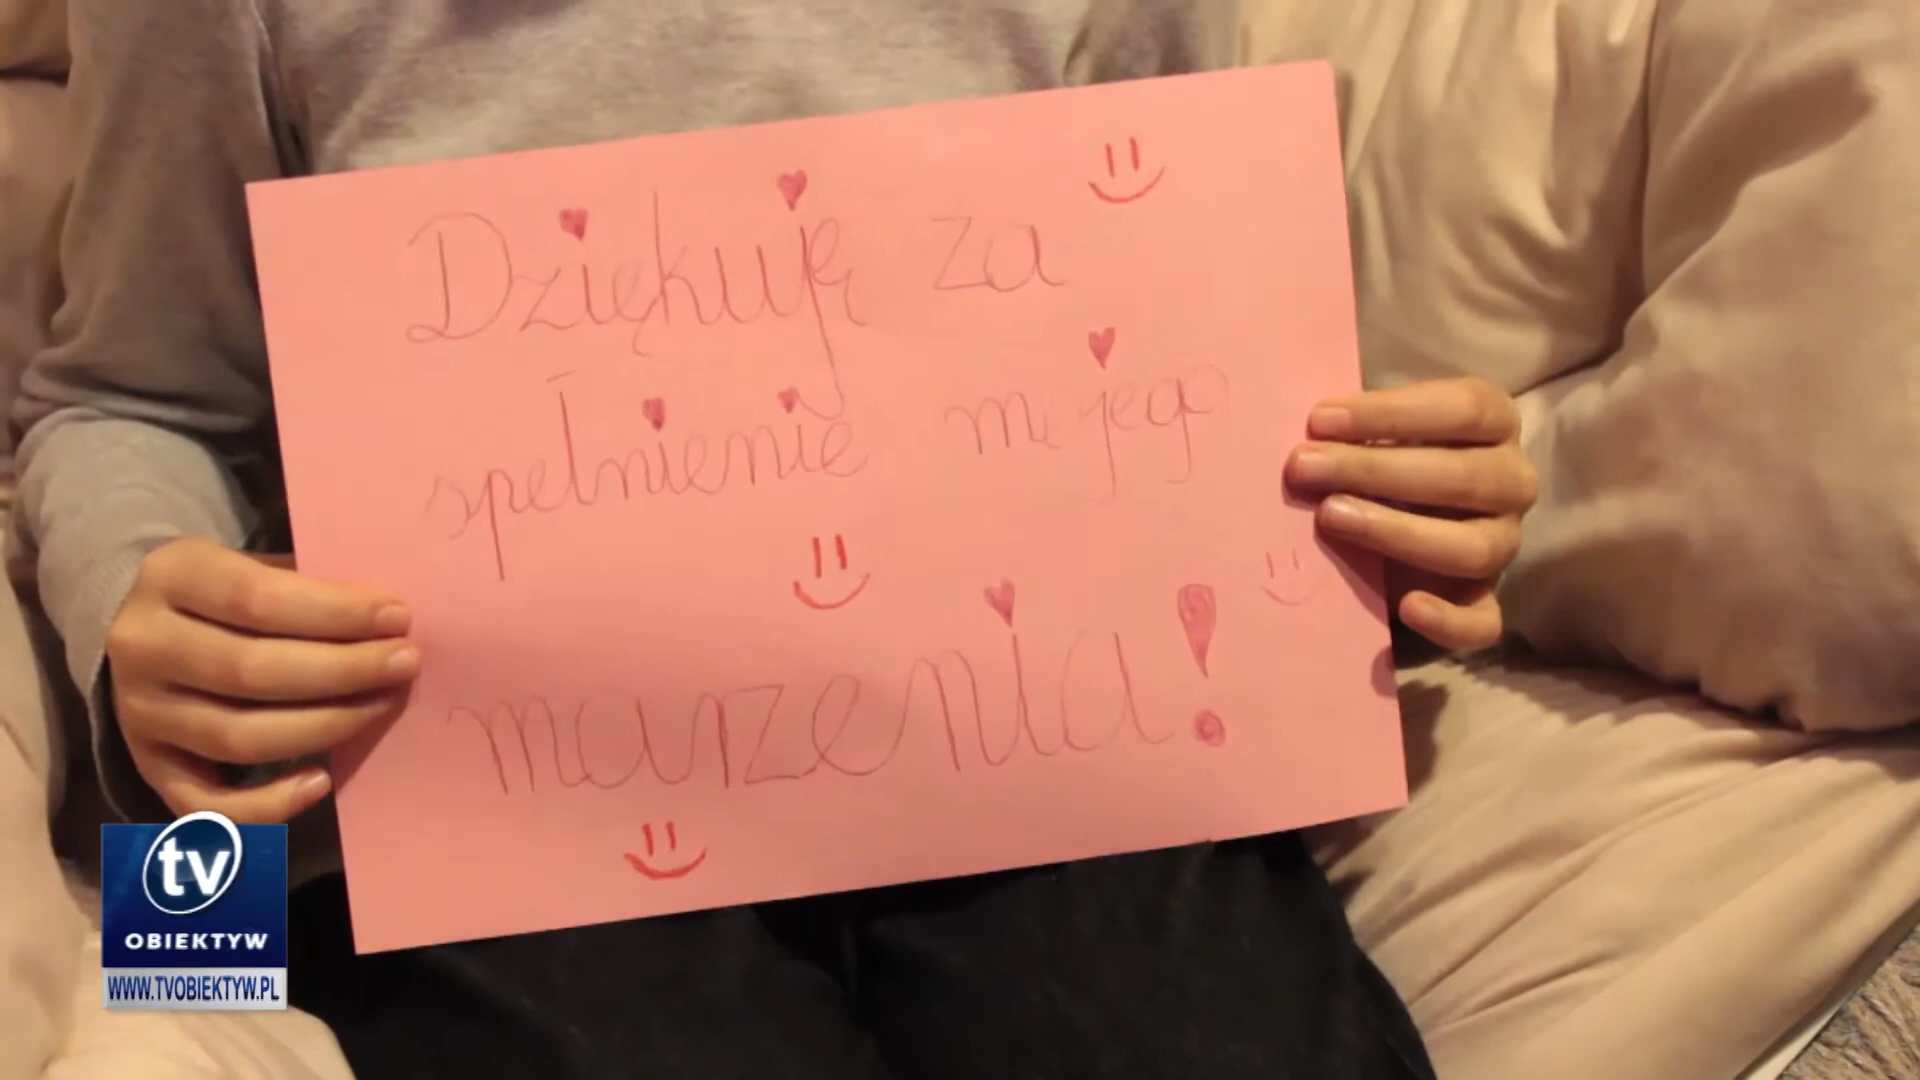 Dziękuję za
spełnienie mojego
marzenia!
tv
OBIEKTYW
WWW.TVOBIEKTYW.PL